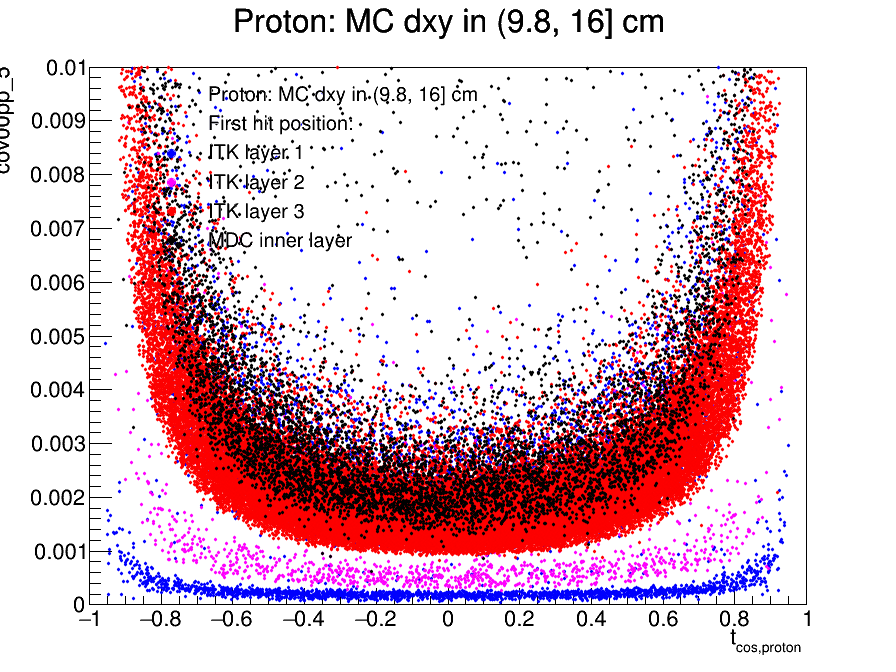 Proton: MC dxy in (9.8, 16] cm
0.01
0.009
0.008
0.007
0.006
0.005
0.004
0.003
0.002
0.001
0
Proton: MC dxy in (9.8, 16] cm
First hit position:
ITK layer 1
ITK layer 2
ITK layer 3
MDC inner layer
−1 −0.8 −0.6 −0.4 −0.2 0 0.2 0.4 0.6 0.8 1
t cos,proton